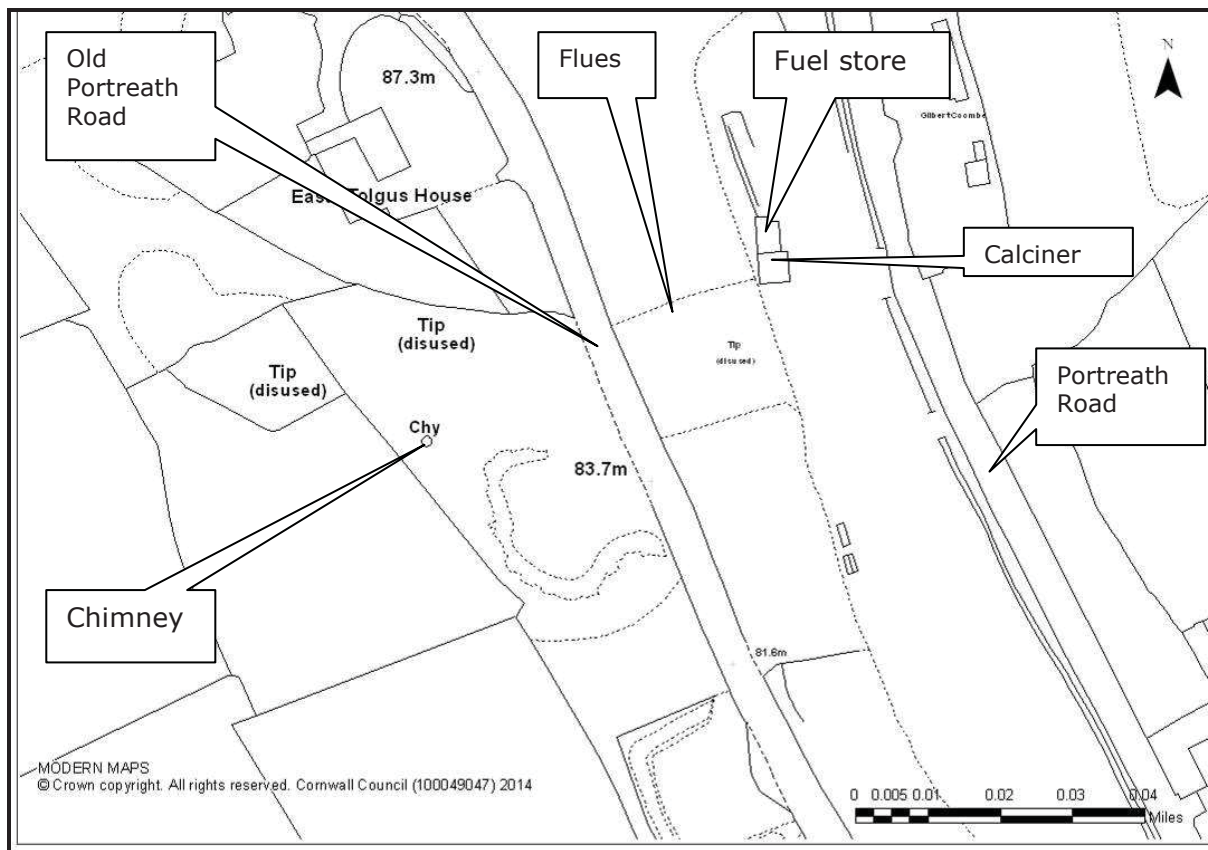 Old
Portreath
Road
87.3m
Flues
Fuel store
N
GilbertCoombe
East Tolgus House
Calciner
Tip
(disused)
Tip
(disused)
Tip
(disused)
Portreath
Road
Chy
83.7m
Chimney
81.6m
MODERN MAPS
© Crown copyright. All rights reserved. Cornwall Council (100049047) 2014
0 0.005 0.01 0.02 0.03 0.04
Miles